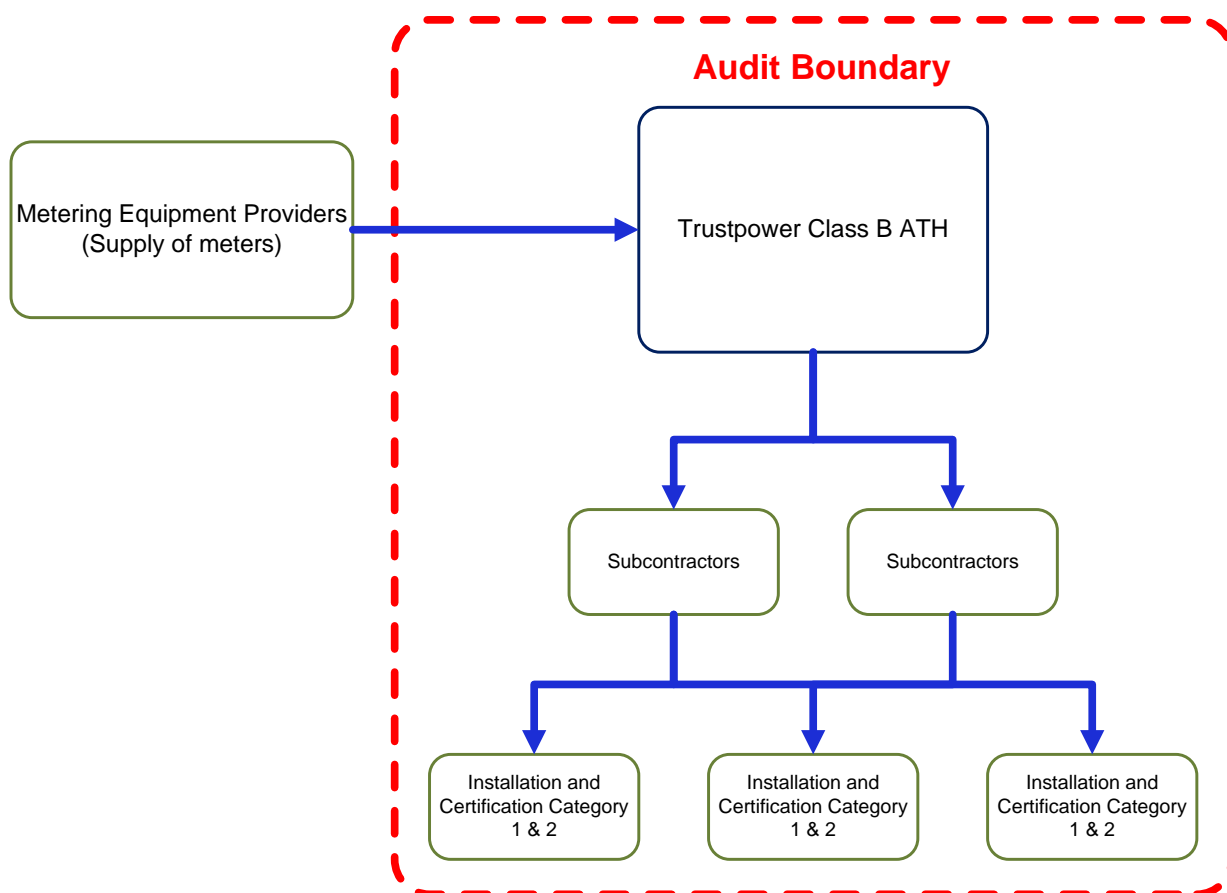 Audit Boundary
Metering Equipment Providers
(Supply of meters)
Trustpower Class B ATH
Subcontractors
Subcontractors
Installation and
Certification Category
1 & 2
Installation and
Certification Category
1 & 2
Installation and
Certification Category
1 & 2